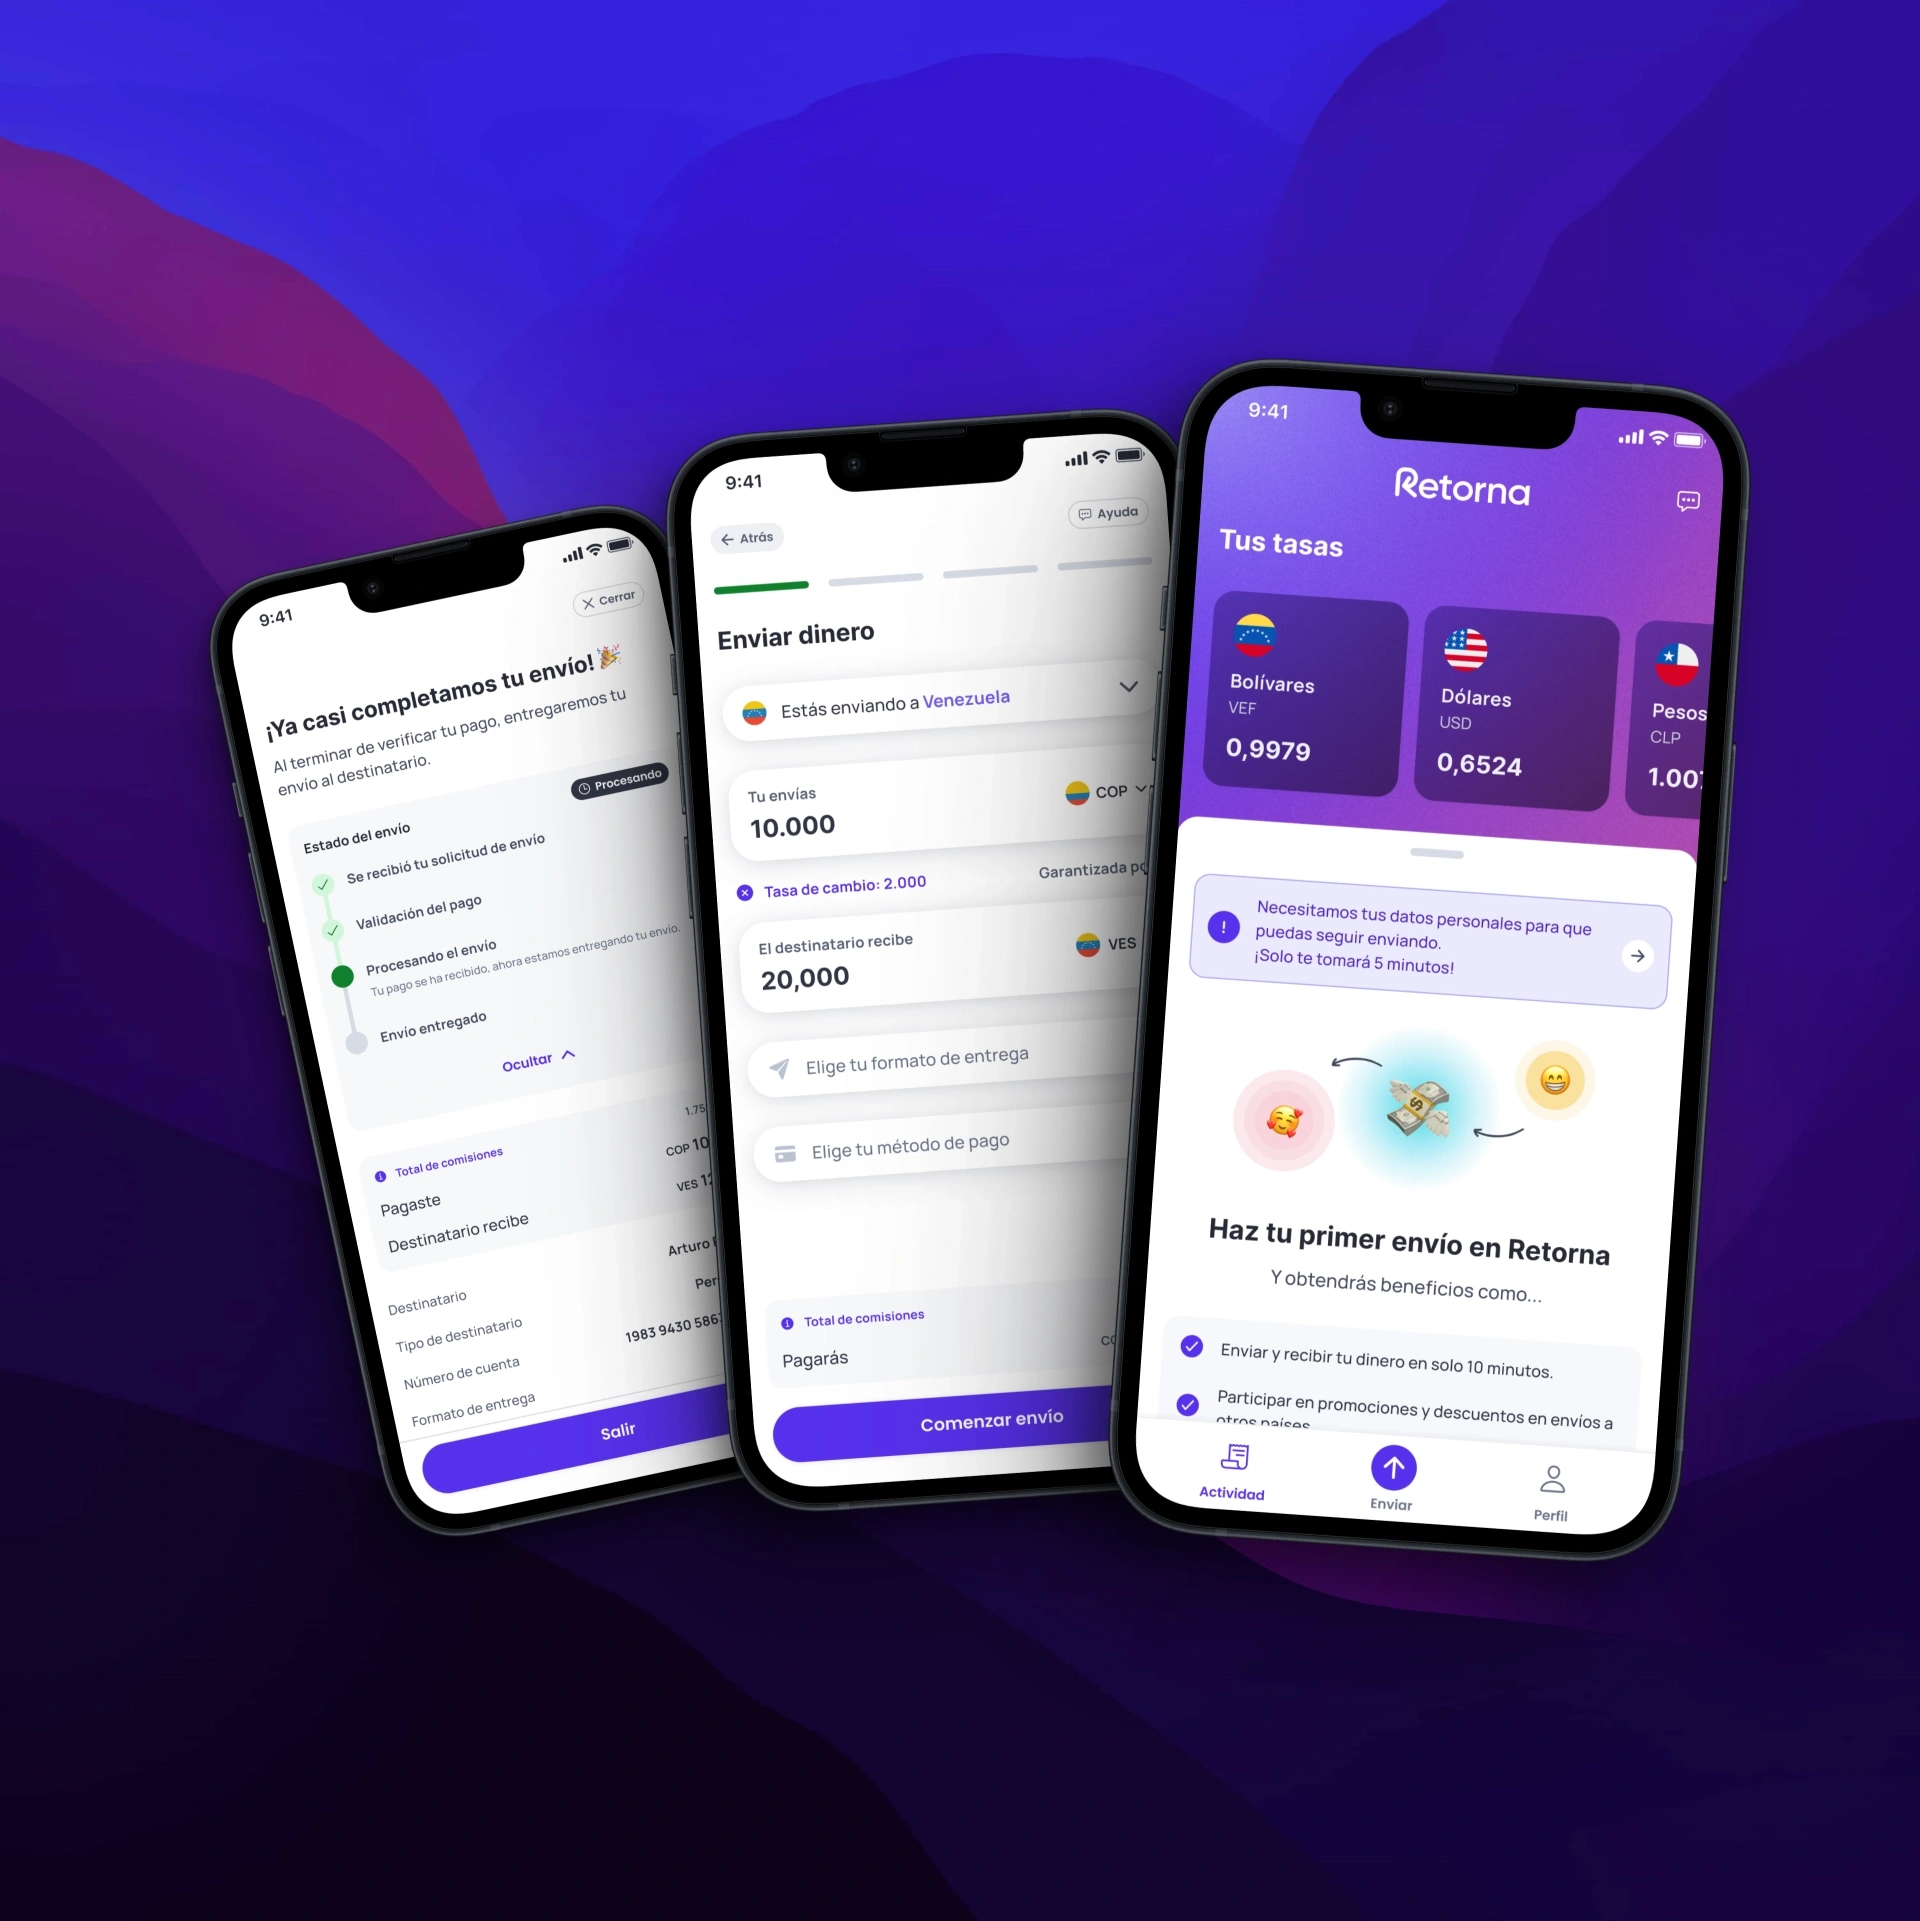 9:41
Cerrar
¡Ya casi completamos tu envío! 🎉
Al terminar de verificar tu pago, entregaremos tu
envío al destinatario.
Procesando
Estado del envío
Se recibió tu solicitud de envío
Validación del pago
Procesando el envío
Tu pago se ha recibido, ahora estamos entregando tu envío.
Envío entregado
Ocultar
1.75
Total de comisiones
Pagaste COP 10
Destinatario recibe VES 12
Destinatario Arturo
Tipo de destinatario Per
Número de cuenta 1983 9430 586
Formato de entrega
Salir
9:41
Atrás
Ayuda
Enviar dinero
Estás enviando a Venezuela
Tu envías
10.000
COP
Tasa de cambio: 2.000
Garantizada po
El destinatario recibe
20,000
VES
Elige tu formato de entrega
Elige tu método de pago
Total de comisiones
Pagarás
Comenzar envío
9:41
Retorna
Tus tasas
Bolívares
VEF
0,9979
Dólares
USD
0,6524
Pesos
CLP
1.00
Necesitamos tus datos personales para que
puedas seguir enviando.
¡Solo te tomará 5 minutos!
Haz tu primer envío en Retorna
Y obtendrás beneficios como...
Enviar y recibir tu dinero en solo 10 minutos.
Participar en promociones y descuentos en envíos a
otros países
Actividad
Enviar
Perfil